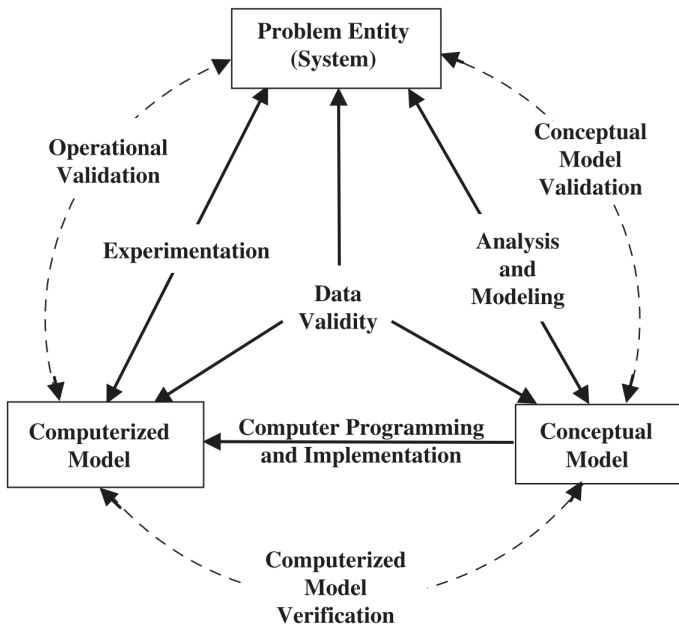 Problem Entity
(System)
Operational
Validation
Conceptual
Model
Validation
Experimentation
Analysis
and
Modeling
Data
Validity
Computerized
Model
Computer Programming
and Implementation
Conceptual
Model
Computerized
Model
Verification